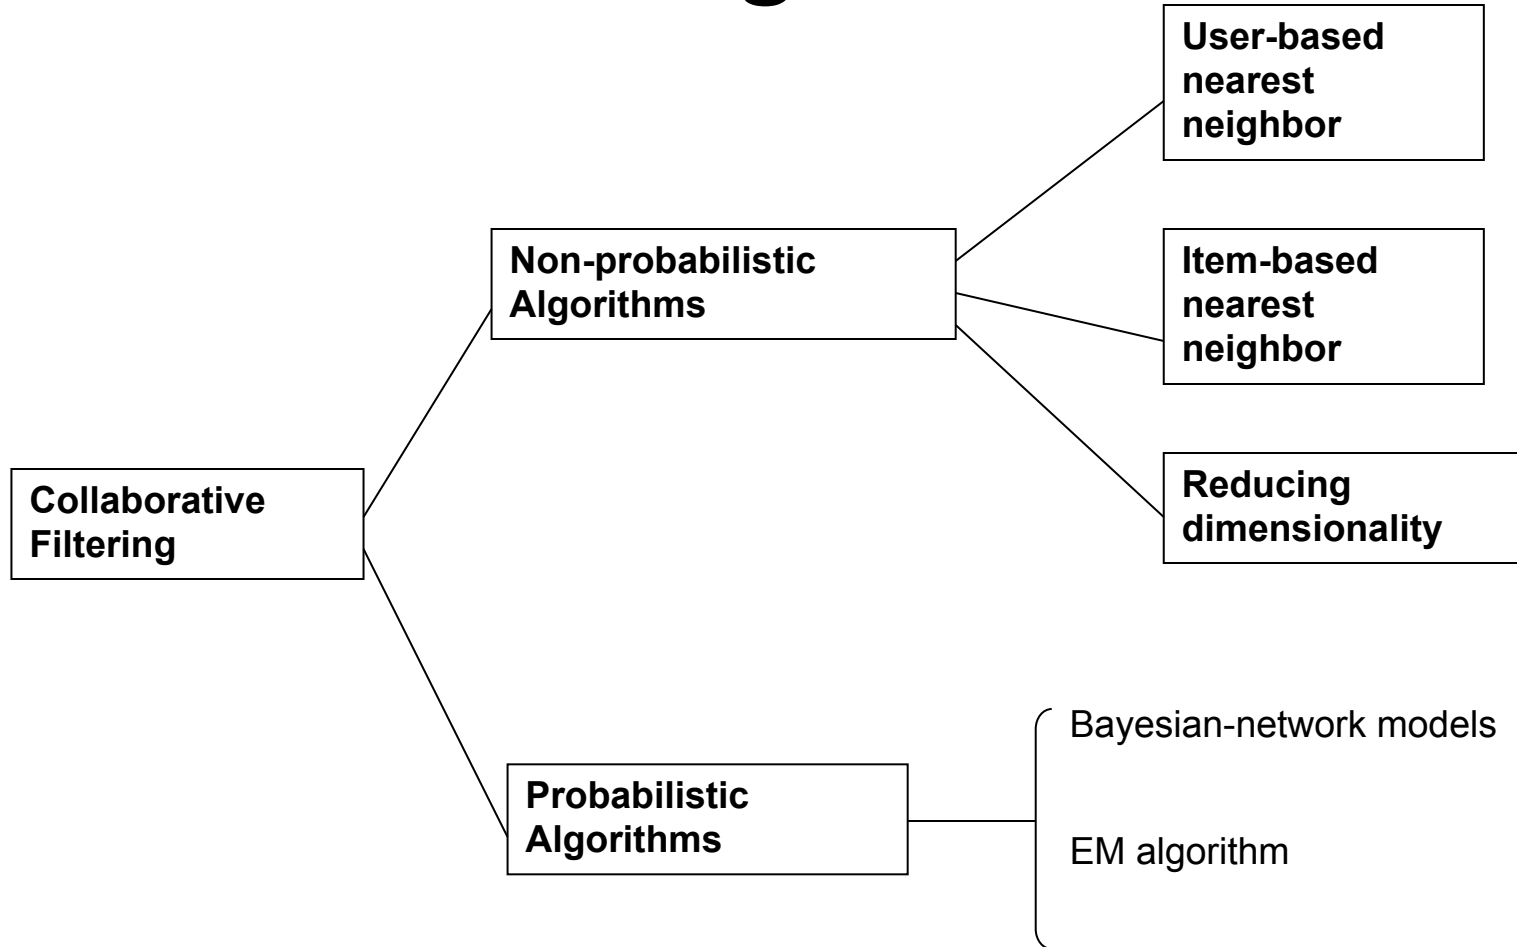 User-based
nearest
neighbor
Non-probabilistic
Algorithms
Item-based
nearest
neighbor
Collaborative
Filtering
Reducing
dimensionality
Bayesian-network models
Probabilistic
Algorithms
EM algorithm